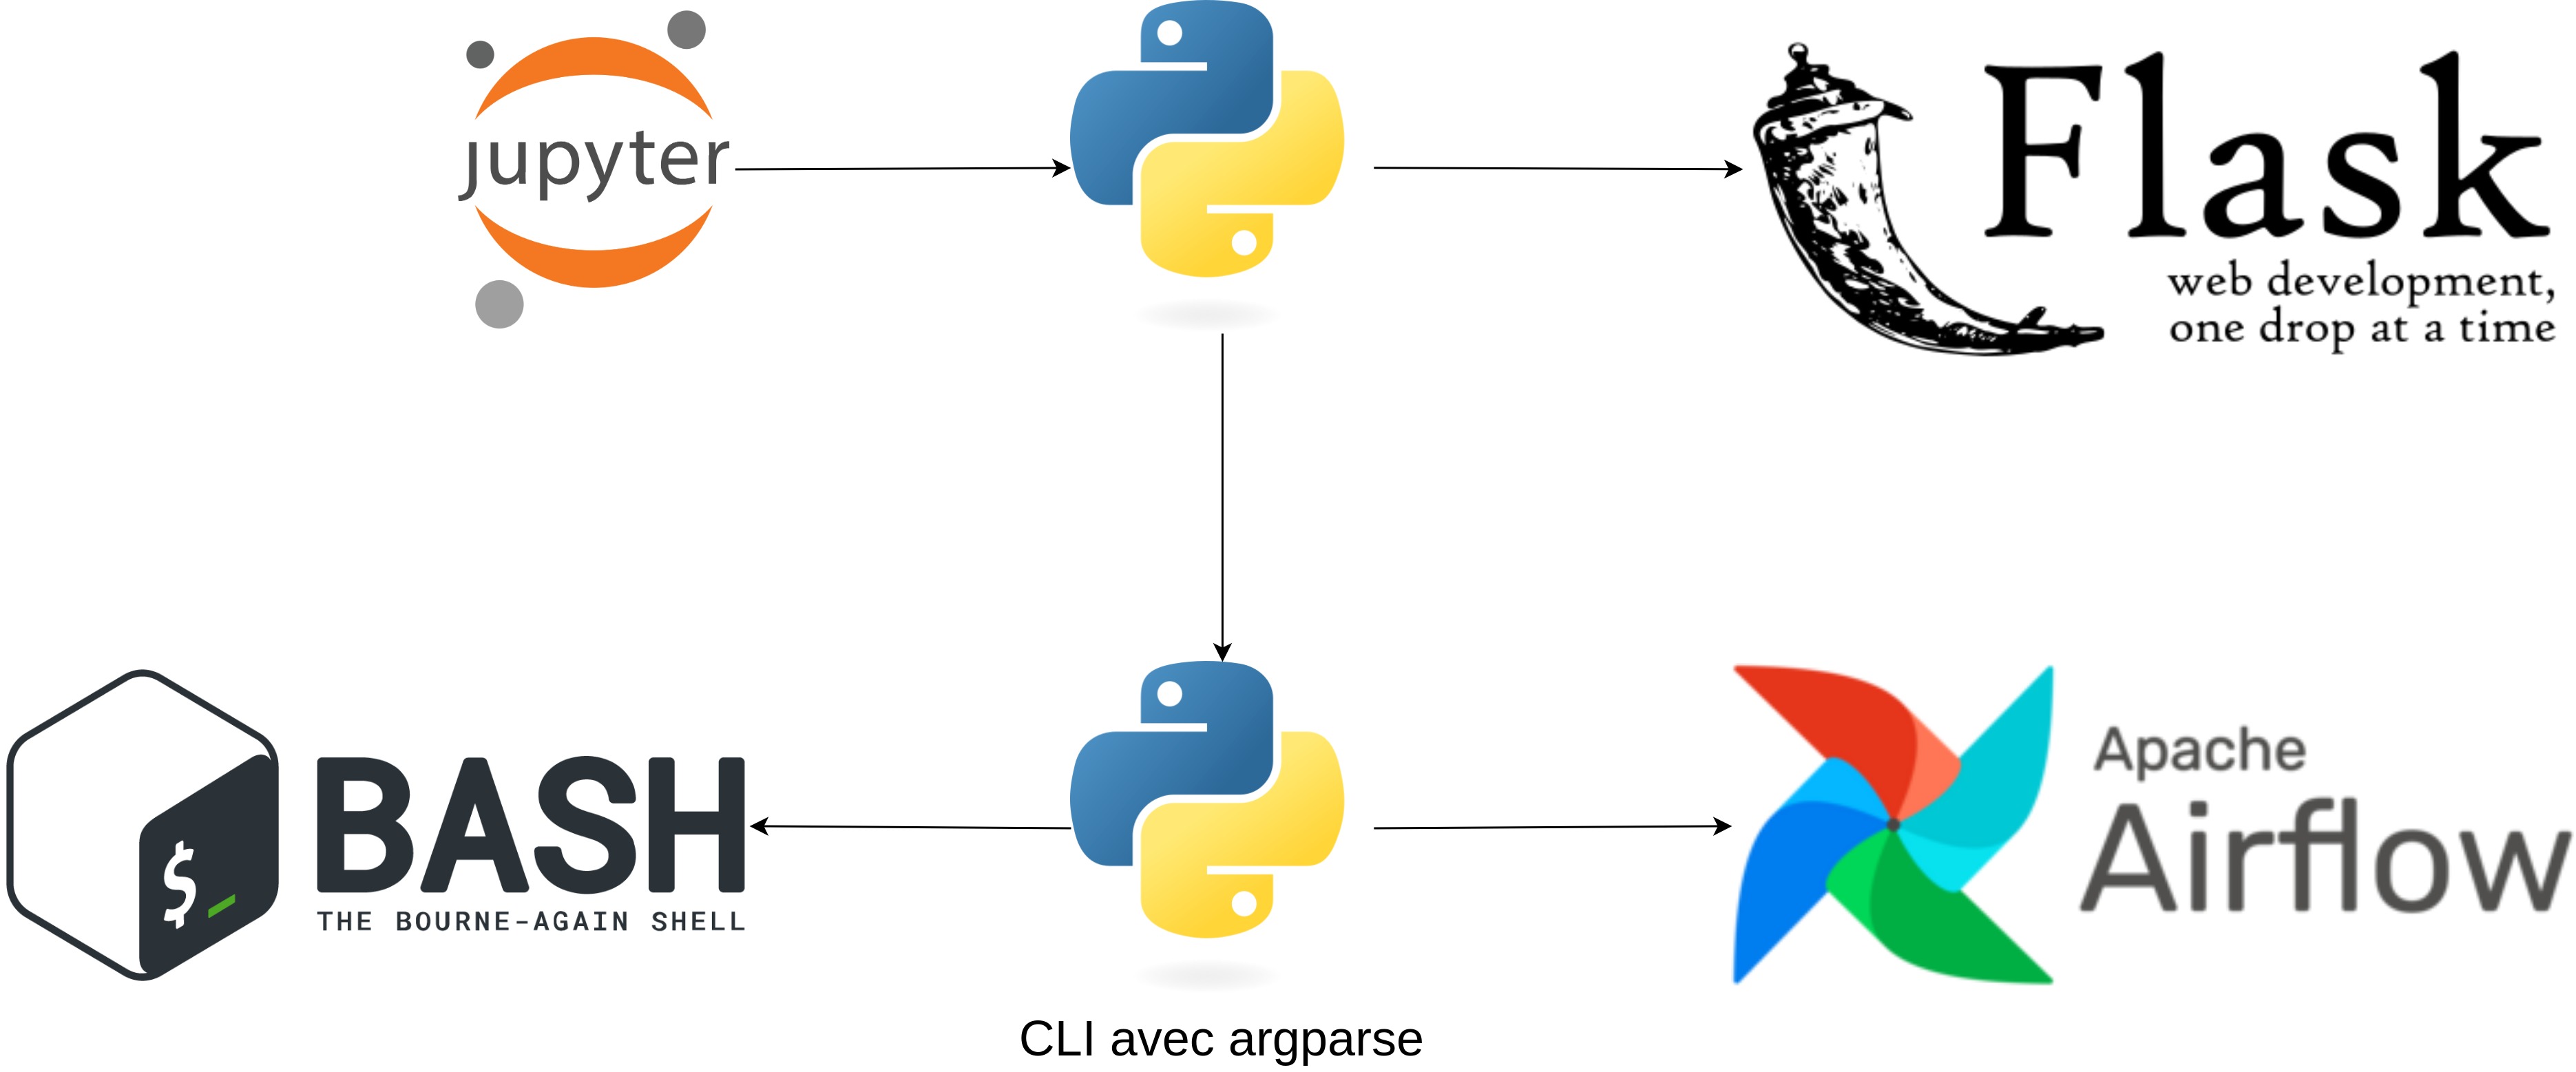 jupyter
Flask
web development,
one drop at a time
$_
BASH
THE BOURNE-AGAIN SHELL
Apache
Airflow
CLI avec argparse